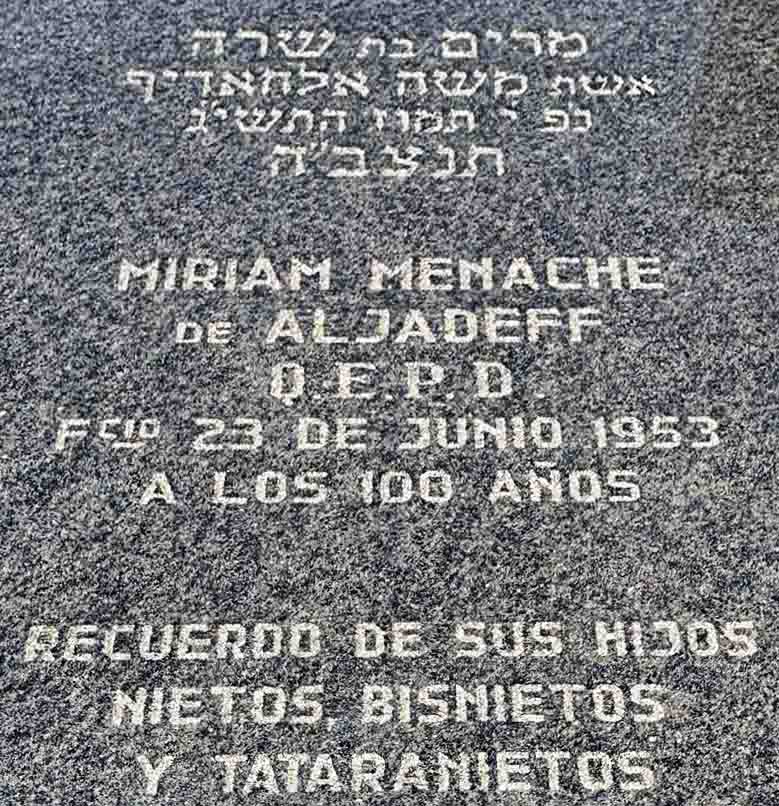 מרים בת שרה
אשת משה אלחאדיף
נפ׳ י׳ תמוז התשי״ג
תנצב״ה
MIRIAM MENACHE
DE ALJADEFF
Q.E.P.D.
FCIO 23 DE JUNIO 1953
A LOS 100 AÑOS
RECUERDO DE SUS HIJOS
NIETOS, BISNIETOS
Y TATARANIETOS